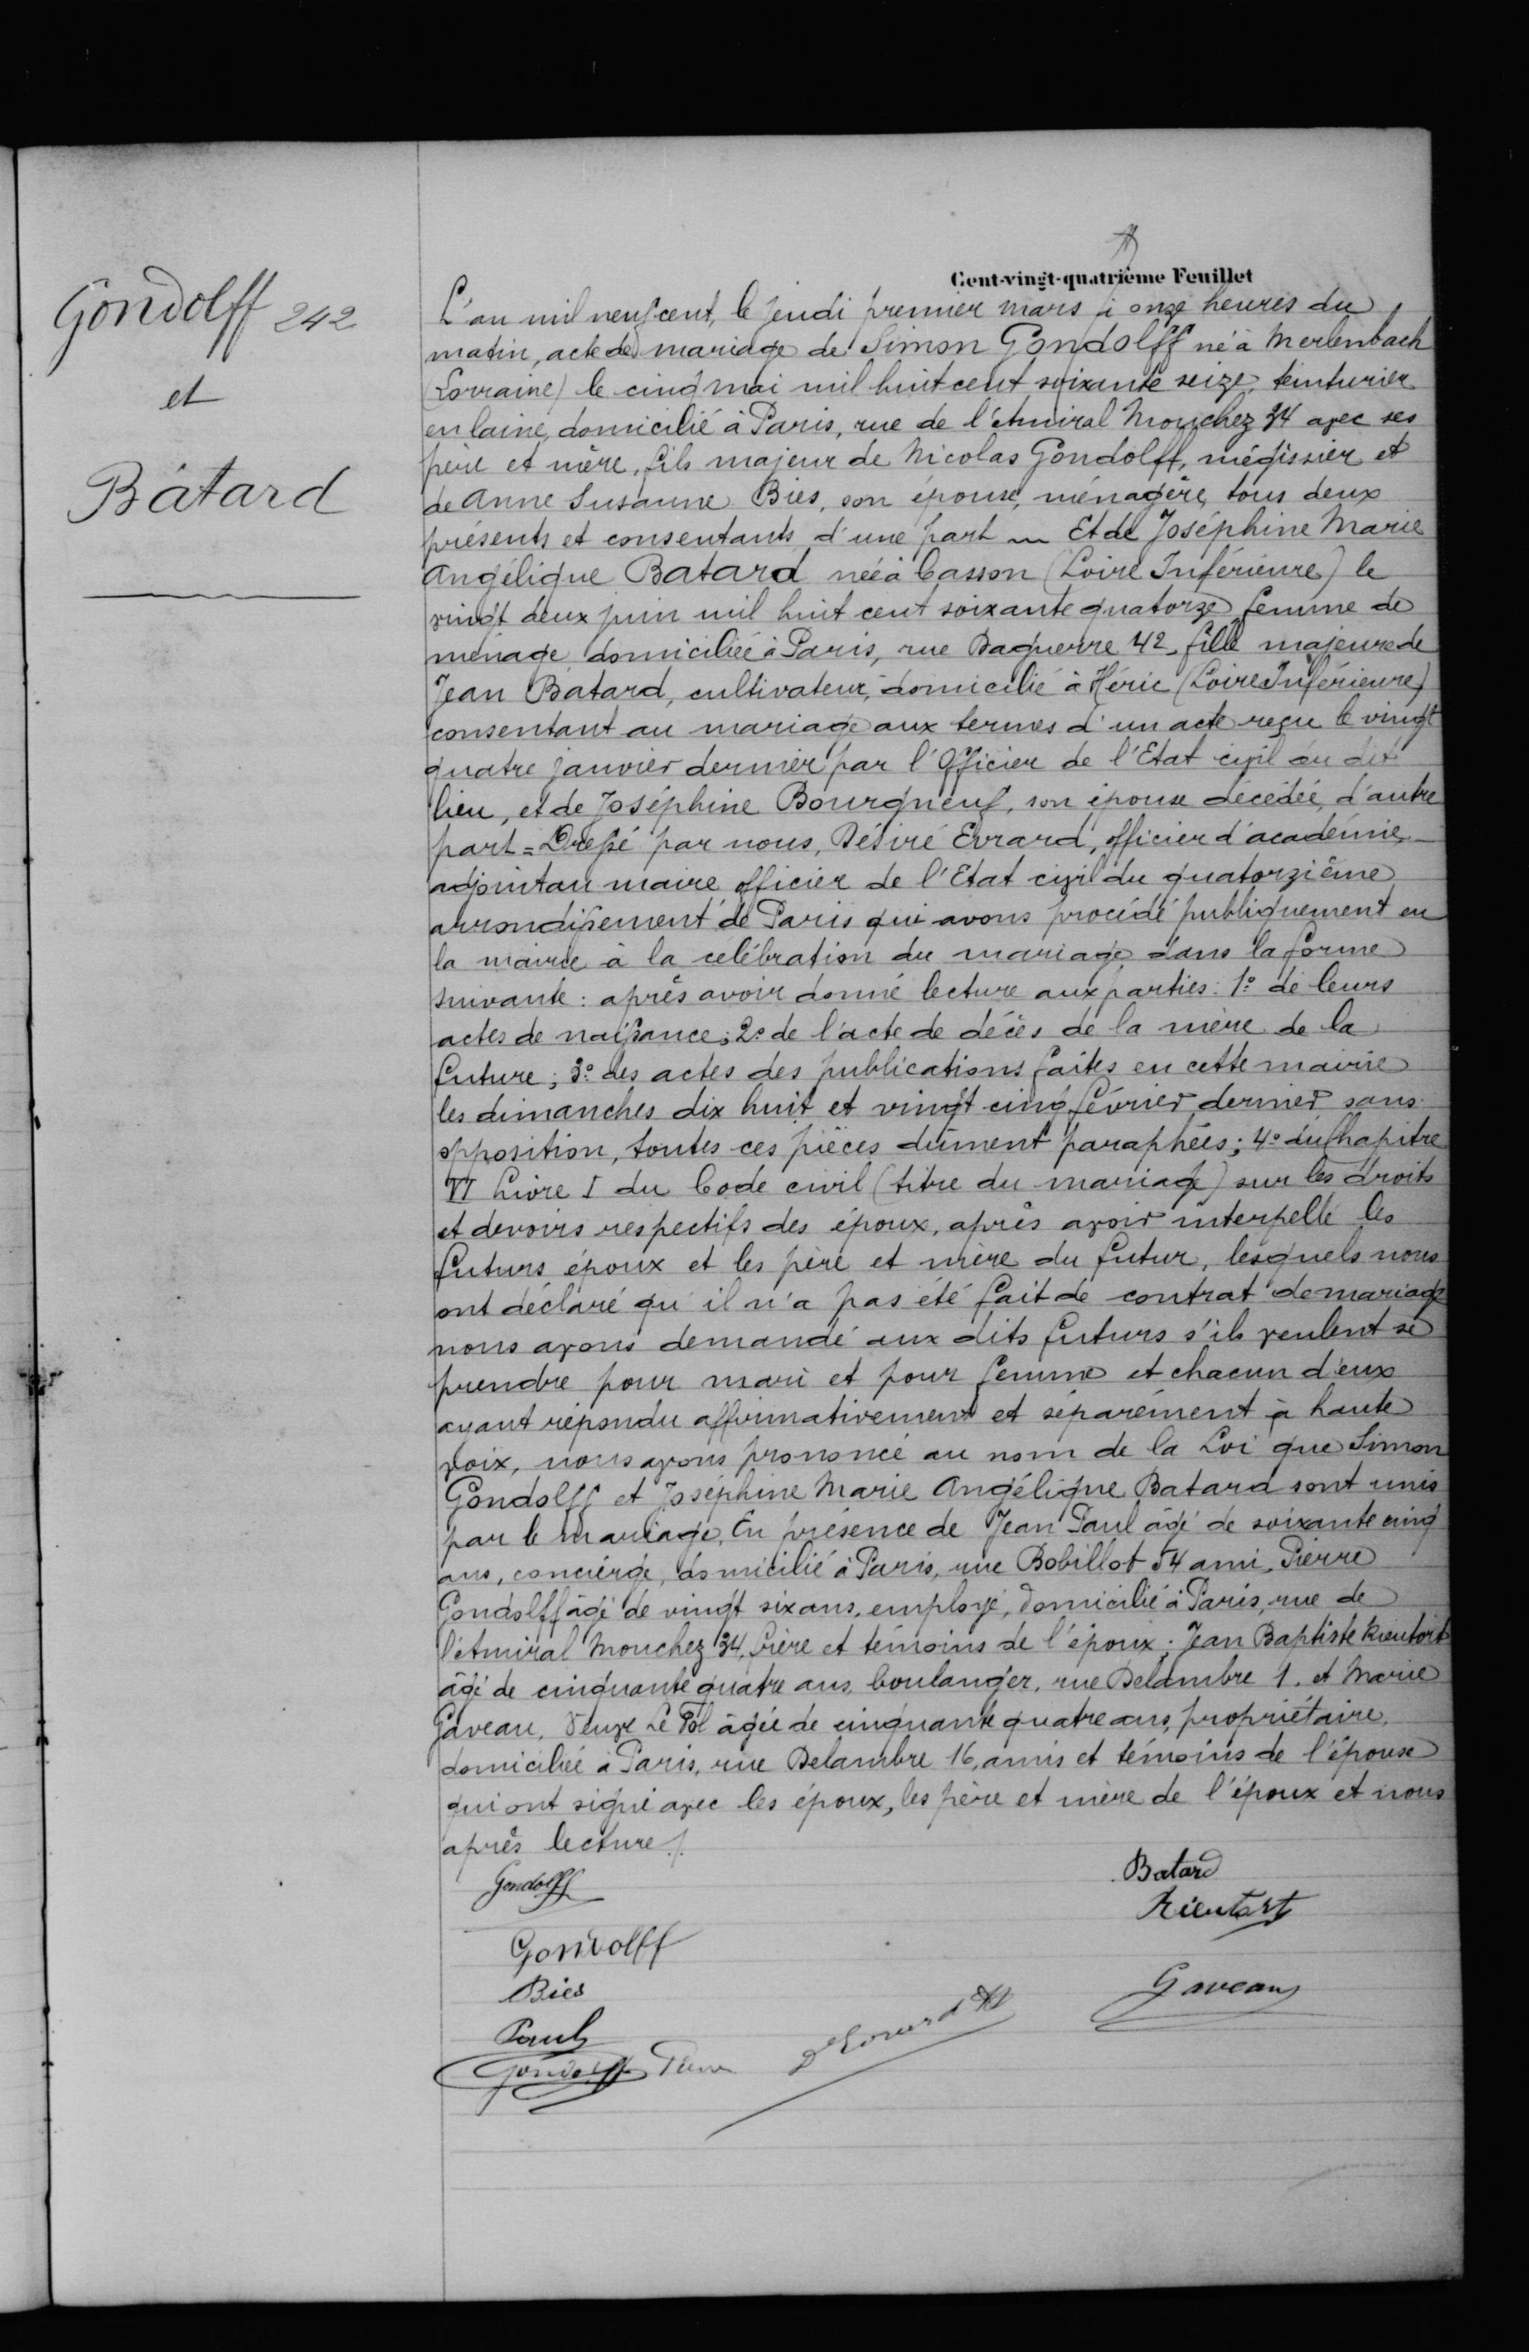 Cent-vingt-quatrième Feuillet
Gondolff 242
et
Bâtard
L'an mil neuf cent, le jeudi premier mars à onze heures du
matin, acte de mariage de Simon Gondolff né à Merlenbach
(Lorraine) le cinq mai mil huit cent soixante seize, teinturier
en laine, domicilié à Paris, rue de l'Amiral Mouchez 34 avec ses
père et mère, fils majeur de Nicolas Gondolff, mégissier et
de Anne Susanne Bies, son épouse, ménagère, tous deux
présents et consentants d'une part — Et de Joséphine Marie
Angélique Batard née à Casson (Loire Inférieure) le
vingt deux juin mil huit cent soixante quatorze femme de
ménage, domiciliée à Paris, rue Daguerre 42, fille majeure de
Jean Batard, cultivateur, domicilié à Héric (Loire Inférieure)
consentant au mariage aux termes d'un acte reçu le vingt
quatre janvier dernier par l'Officier de l'Etat civil du dit
lieu, et de Joséphine Bourgneuf, son épouse décédée, d'autre
part = Dressé par nous, Désiré Evrard, officier d'académie,
adjoint au maire officier de l'Etat civil du quatorzième
arrondissement de Paris qui avons procédé publiquement en
la mairie à la célébration du mariage dans la forme
suivante : après avoir donné lecture aux parties : 1º de leurs
actes de naissance ; 2º de l'acte de décès de la mère de la
future ; 3º des actes des publications faites en cette mairie
les dimanches dix huit et vingt cinq février dernier sans
opposition, toutes ces pièces dûment paraphées ; 4º du Chapitre
VI Livre I du Code civil (titre du mariage) sur les droits
et devoirs respectifs des époux, après avoir interpellé les
futurs époux et les père et mère du futur, lesquels nous
ont déclaré qu'il n'a pas été fait de contrat de mariage
nous avons demandé aux dits futurs s'ils veulent se
prendre pour mari et pour femme et chacun d'eux
ayant répondu affirmativement et séparément à haute
voix, nous avons prononcé au nom de la Loi que Simon
Gondolff et Joséphine Marie Angélique Batard sont unis
par le mariage. En présence de Jean Paul âgé de soixante cinq
ans, concierge, domicilié à Paris, rue Bobillot 54 ami, Pierre
Gondolff âgé de vingt six ans, employé, domicilié à Paris, rue de
l'Amiral Mouchez 34, frère et témoins de l'époux ; Jean Baptiste
âgé de cinquante quatre ans, boulanger, rue Delambre 1, et Marie
Gaveau, Veuve Le Pol âgée de cinquante quatre ans, propriétaire,
domiciliée à Paris, rue Delambre 16, amis et témoins de l'épouse
qui ont signé avec les époux, les père et mère de l'époux et nous
après lecture ./.
Gondolff
Batard
Rieutort
Gondolff
Bies
Gaveau
Paul
D Evrard
Gondolff Pierre